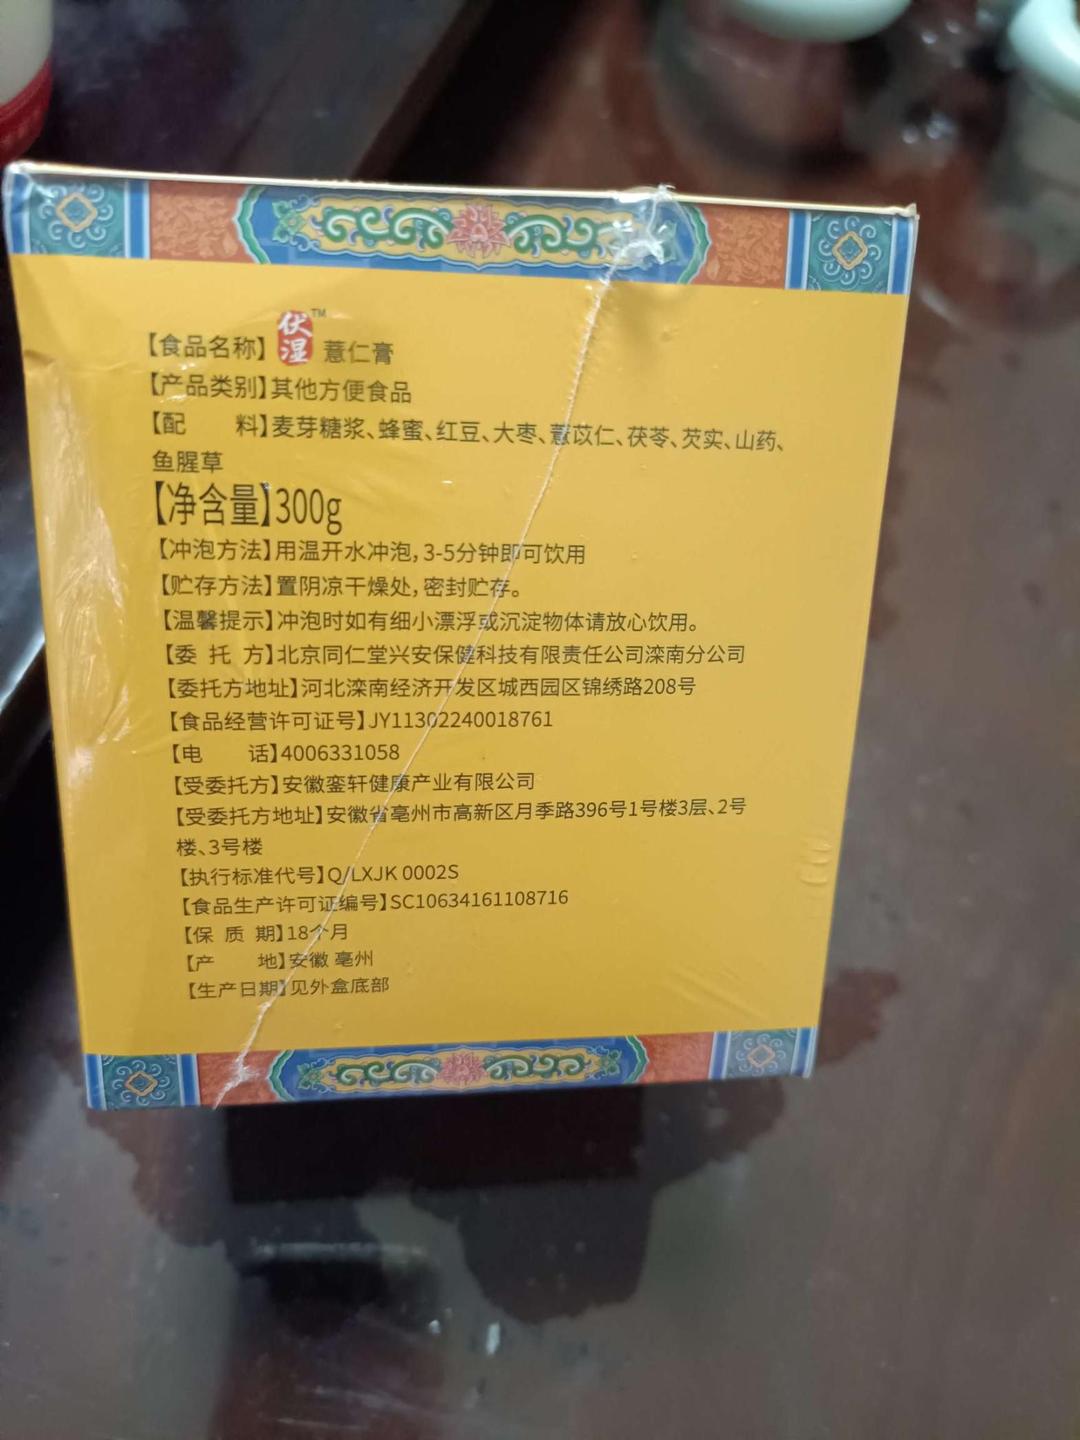 【食品名称】伏湿™ 薏仁膏
【产品类别】其他方便食品
【配 料】麦芽糖浆、蜂蜜、红豆、大枣、薏苡仁、茯苓、芡实、山药、
鱼腥草
【净含量】300g
【冲泡方法】用温开水冲泡，3-5分钟即可饮用
【贮存方法】置阴凉干燥处，密封贮存。
【温馨提示】冲泡时如有细小漂浮或沉淀物体请放心饮用。
【委 托 方】北京同仁堂兴安保健科技有限责任公司滦南分公司
【委托方地址】河北滦南经济开发区城西园区锦绣路208号
【食品经营许可证号】JY11302240018761
【电 话】4006331058
【受委托方】安徽銮轩健康产业有限公司
【受委托方地址】安徽省亳州市高新区月季路396号1号楼3层、2号
楼、3号楼
【执行标准代号】Q/LXJK 0002S
【食品生产许可证编号】SC10634161108716
【保 质 期】18个月
【产 地】安徽 亳州
【生产日期】见外盒底部